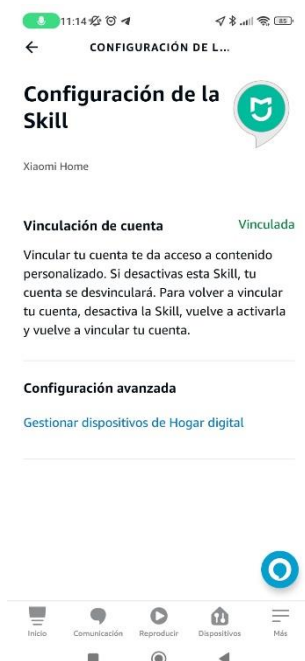 11:14
85
CONFIGURACIÓN DE L...
Configuración de la
Skill
Xiaomi Home
Vinculación de cuenta Vinculada
Vincular tu cuenta te da acceso a contenido
personalizado. Si desactivas esta Skill, tu
cuenta se desvinculará. Para volver a vincular
tu cuenta, desactiva la Skill, vuelve a activarla
y vuelve a vincular tu cuenta.
Configuración avanzada
Gestionar dispositivos de Hogar digital
Inicio Comunicación Reproducir Dispositivos Más